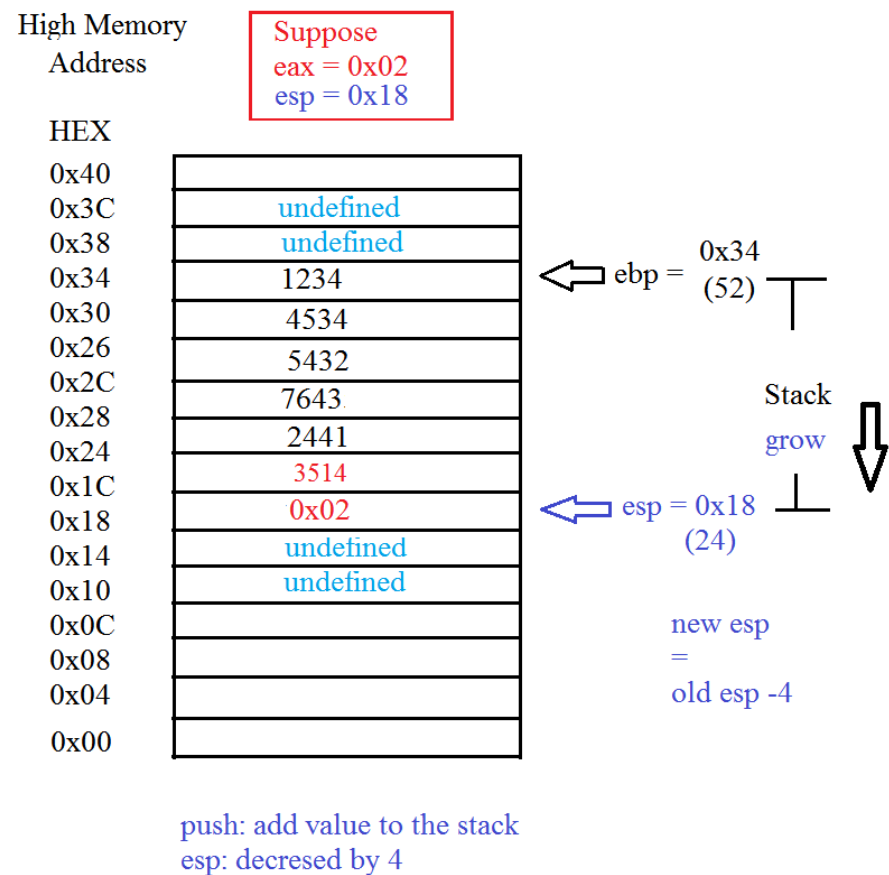 High Memory
Address
Suppose
eax = 0x02
esp = 0x18
HEX
0x40
0x3C undefined
0x38 undefined
0x34 1234 ebp = 0x34
(52)
0x30 4534
0x26 5432
0x2C 7643
0x28 2441
0x24 3514
0x1C 0x02
0x18 esp = 0x18
(24)
0x14 undefined
0x10 undefined
0x0C
0x08
0x04
0x00
Stack
grow
new esp
=
old esp -4
push: add value to the stack
esp: decresed by 4